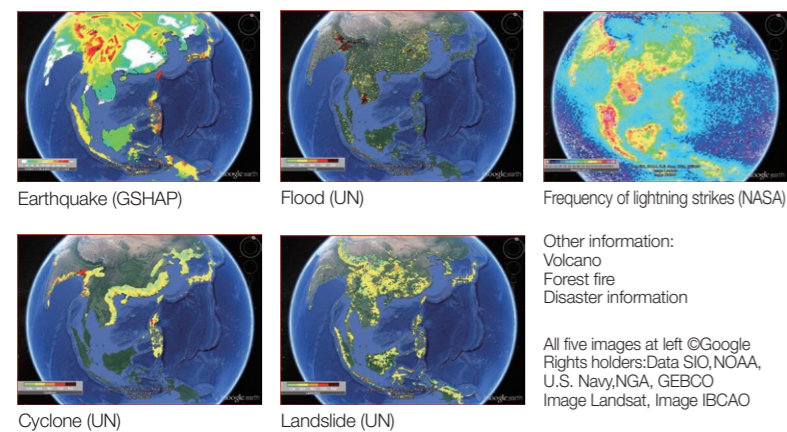 Earthquake (GSHAP)
Flood (UN)
Frequency of lightning strikes (NASA)
Cyclone (UN)
Landslide (UN)
Other information:
Volcano
Forest fire
Disaster information
All five images at left ©Google
Rights holders:Data SIO,NOAA,
U.S. Navy,NGA, GEBCO
Image Landsat, Image IBCAO